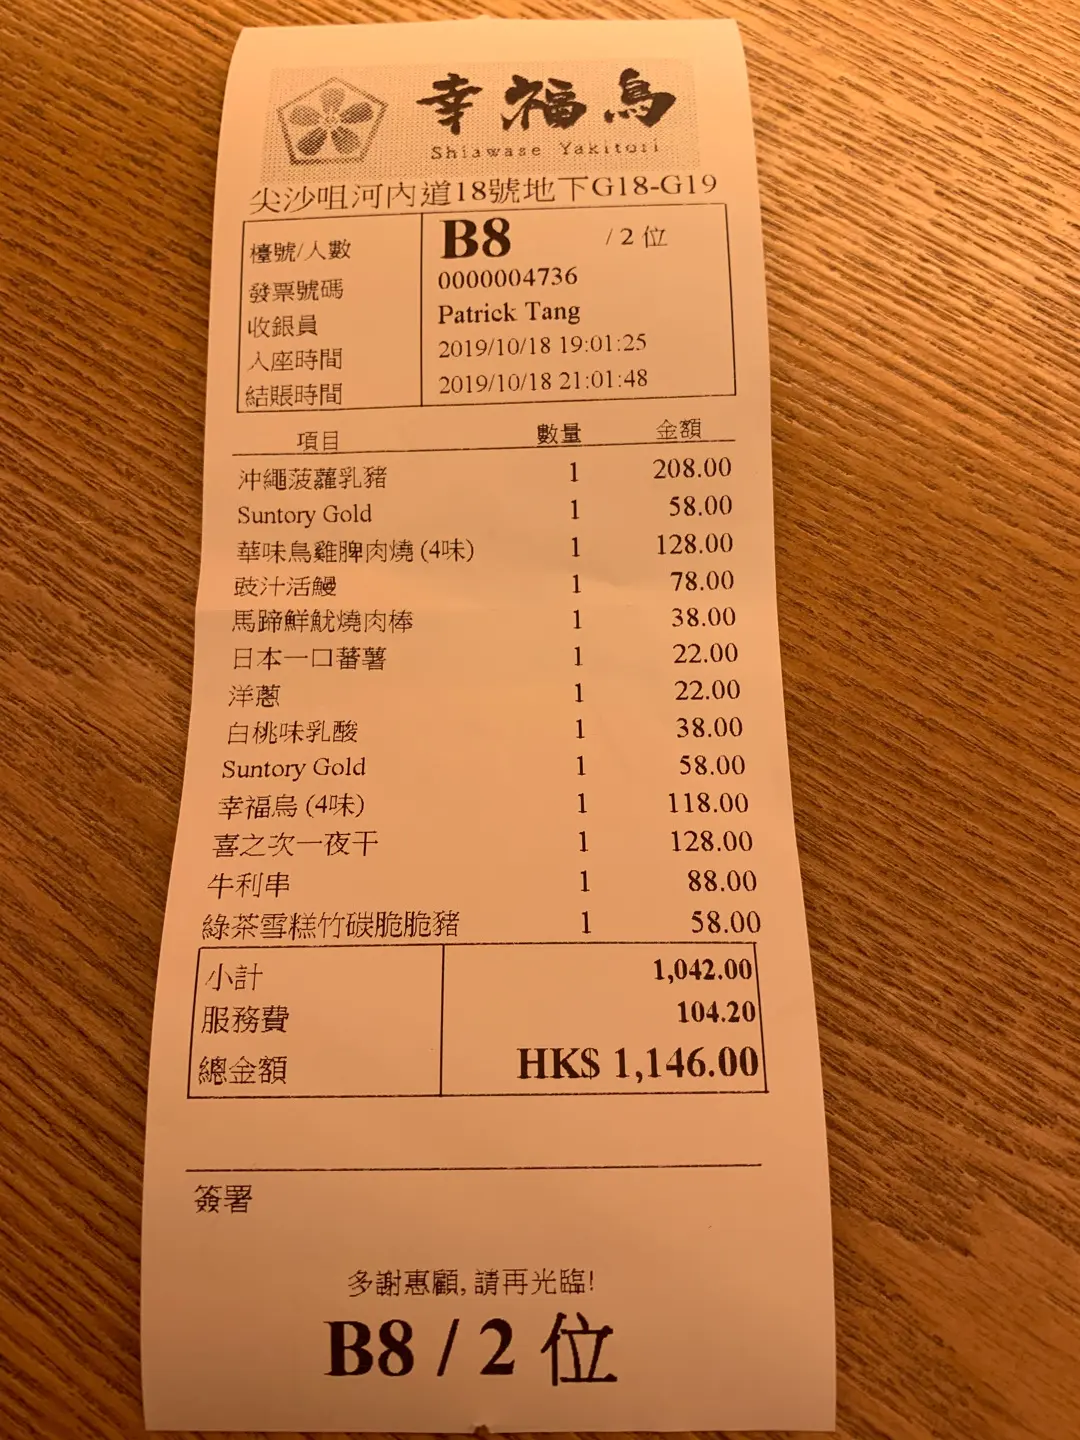 幸福鳥
Shiawase Yakitori
尖沙咀河內道18號地下G18-G19
檯號/人數 B8 / 2 位
發票號碼 0000004736
收銀員 Patrick Tang
入座時間 2019/10/18 19:01:25
結賬時間 2019/10/18 21:01:48
項目 數量 金額
沖繩菠蘿乳豬 1 208.00
Suntory Gold 1 58.00
華味鳥雞脾肉燒 (4味) 1 128.00
豉汁活鰻 1 78.00
馬蹄鮮魷燒肉棒 1 38.00
日本一口蕃薯 1 22.00
洋蔥 1 22.00
白桃味乳酸 1 38.00
Suntory Gold 1 58.00
幸福鳥 (4味) 1 118.00
喜之次一夜干 1 128.00
牛利串 1 88.00
綠茶雪糕竹碳脆脆豬 1 58.00
小計 1,042.00
服務費 104.20
總金額 HK$ 1,146.00
簽署
多謝惠顧, 請再光臨!
B8 / 2 位